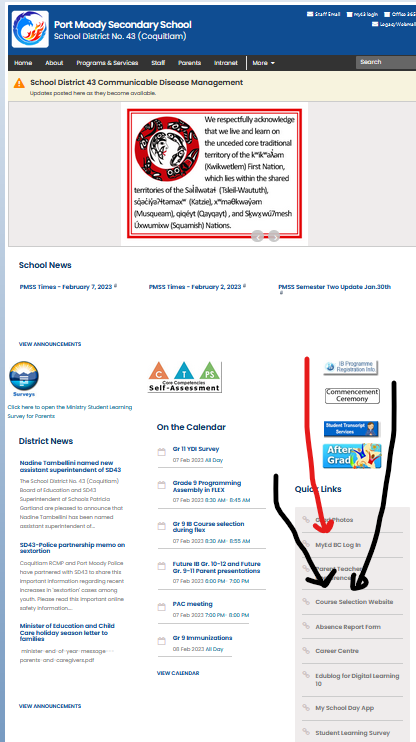 Port Moody Secondary School
School District No. 43 (Coquitlam)
Staff Email myEd login Office 365
Legacy Webmail
Home About Programs & Services Staff Parents Intranet More Search
School District 43 Communicable Disease Management
Updates posted here as they become available.
We respectfully acknowledge
that we live and learn on
the unceded core traditional
territory of the kʷikʷəƛ̓əm
(Kwikwetlem) First Nation,
which lies within the shared
territories of the Səl̓ílwətaɬ (Tsleil-Waututh),
(Katzie), xʷməθkʷəy̓əm
(Musqueam), qiqéyt (Qayqayt) , and Sḵwx̱wú7mesh
Úxwumixw (Squamish) Nations.
School News
PMSS Times - February 7, 2023
PMSS Times - February 2, 2023
PMSS Semester Two Update Jan.30th
VIEW ANNOUNCEMENTS
Surveys
Click here to open the Ministry Student Learning
Survey for Parents
C T PS
Core Competencies
Self-Assessment
IB Programme
Registration Info.
Commencement
Ceremony
Student Transcript
Services
After
Grad
District News
Nadine Tambellini named new
assistant superintendent of SD43
The School District No. 43 (Coquitlam)
Board of Education and SD43
Superintendent of Schools Patricia
Gartland are pleased to announce that
Nadine Tambellini has been named
assistant superintendent of...
SD43-Police partnership memo on
sextortion
Coquitlam RCMP and Port Moody Police
have partnered with SD43 to share this
important information regarding recent
increases in 'sextortion' cases among
youth. Please read this important online
safety information...
Minister of Education and Child
Care holiday season letter to
families
minister-end-of-year-message-
parents-and-caregivers.pdf
VIEW ANNOUNCEMENTS
On the Calendar
Gr 11 YDI Survey
07 Feb 2023 All Day
Grade 9 Programming
Assembly in FLEX
07 Feb 2023 8:30 AM- 8:45 AM
Gr 9 IB Course selection
during flex
07 Feb 2023 8:30 AM- 8:55 AM
Future IB Gr. 10-12 and Future
Gr. 9-11 Parent presentations
07 Feb 2023 6:00 PM- 7:00 PM
PAC meeting
07 Feb 2023 7:00 PM- 8:00 PM
Gr 9 Immunizations
08 Feb 2023 All Day
VIEW CALENDAR
Quick Links
Grad Photos
MyEd BC Log In
Parent Teacher
Conference
Course Selection Website
Absence Report Form
Career Centre
Edublog for Digital Learning
10
My School Day App
Student Learning Survey